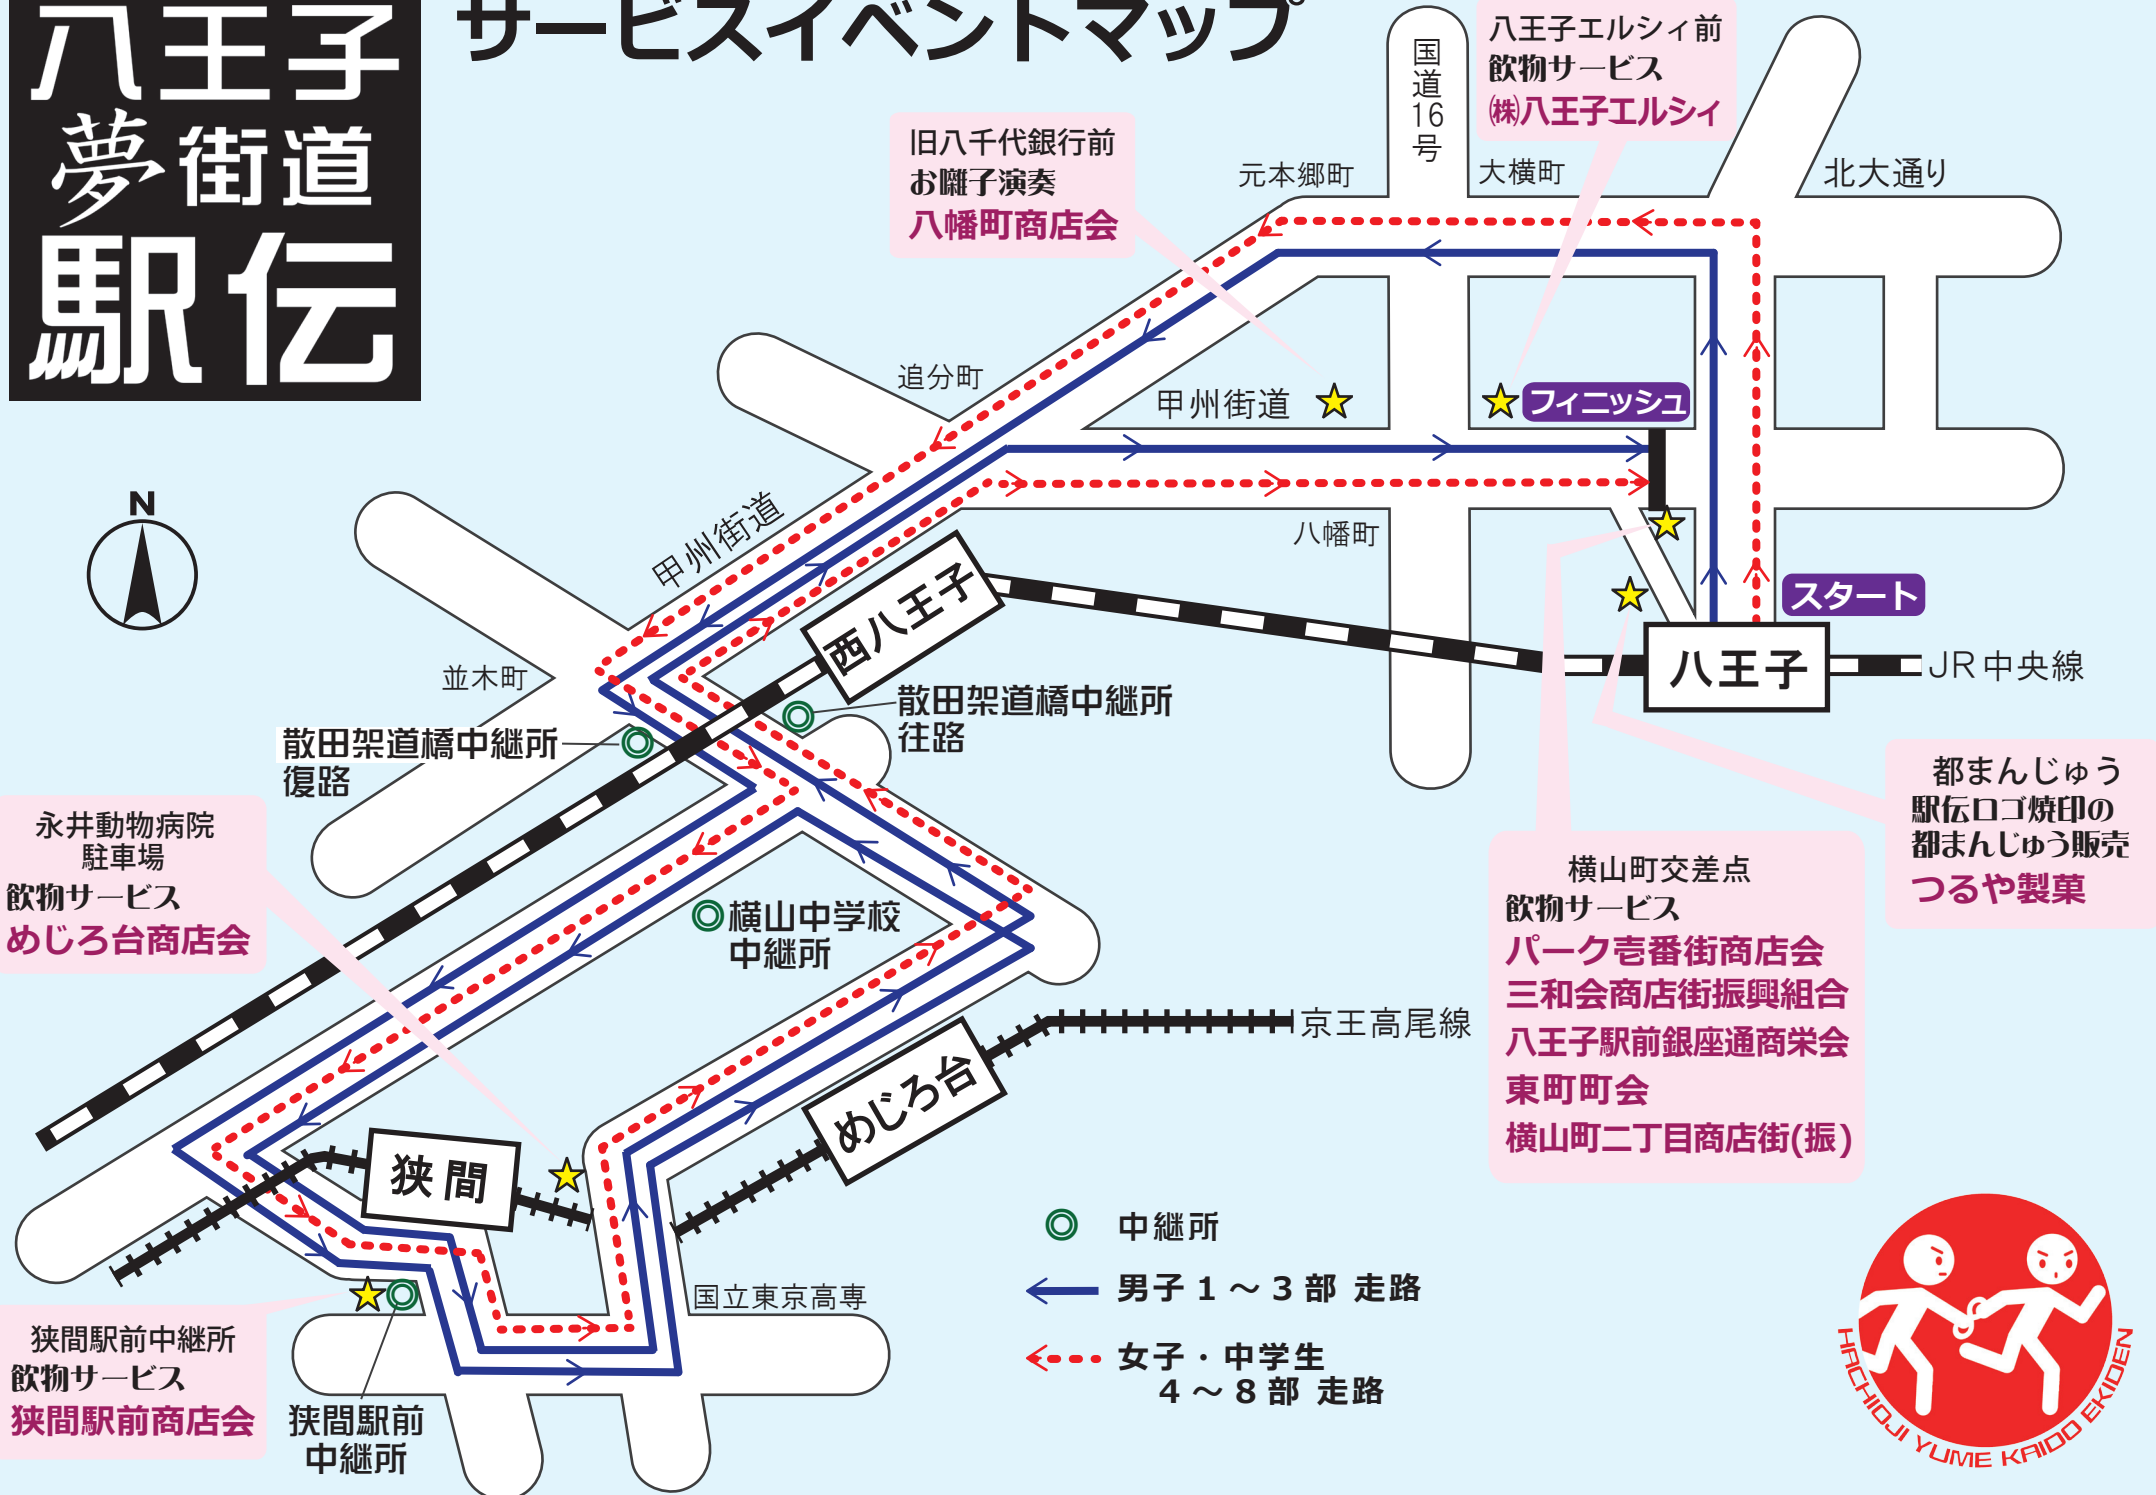 八王子
夢街道
駅伝
サービスイベントマップ
八王子エルシィ前
飲物サービス
㈱八王子エルシィ
国道16号
旧八千代銀行前
お囃子演奏
八幡町商店会
元本郷町
大横町
北大通り
追分町
甲州街道
フィニッシュ
N
甲州街道
八幡町
西八王子
スタート
八王子
JR中央線
並木町
散田架道橋中継所
往路
散田架道橋中継所
復路
都まんじゅう
駅伝ロゴ焼印の
都まんじゅう販売
つるや製菓
永井動物病院
駐車場
飲物サービス
めじろ台商店会
横山町交差点
飲物サービス
パーク壱番街商店会
三和会商店街振興組合
八王子駅前銀座通商栄会
東町町会
横山町二丁目商店街(振)
横山中学校
中継所
京王高尾線
めじろ台
狭間
中継所
男子1～3部 走路
女子・中学生
4～8部 走路
国立東京高専
狭間駅前中継所
飲物サービス
狭間駅前商店会
狭間駅前
中継所
HACHIOJI YUME KAIDO EKIDEN